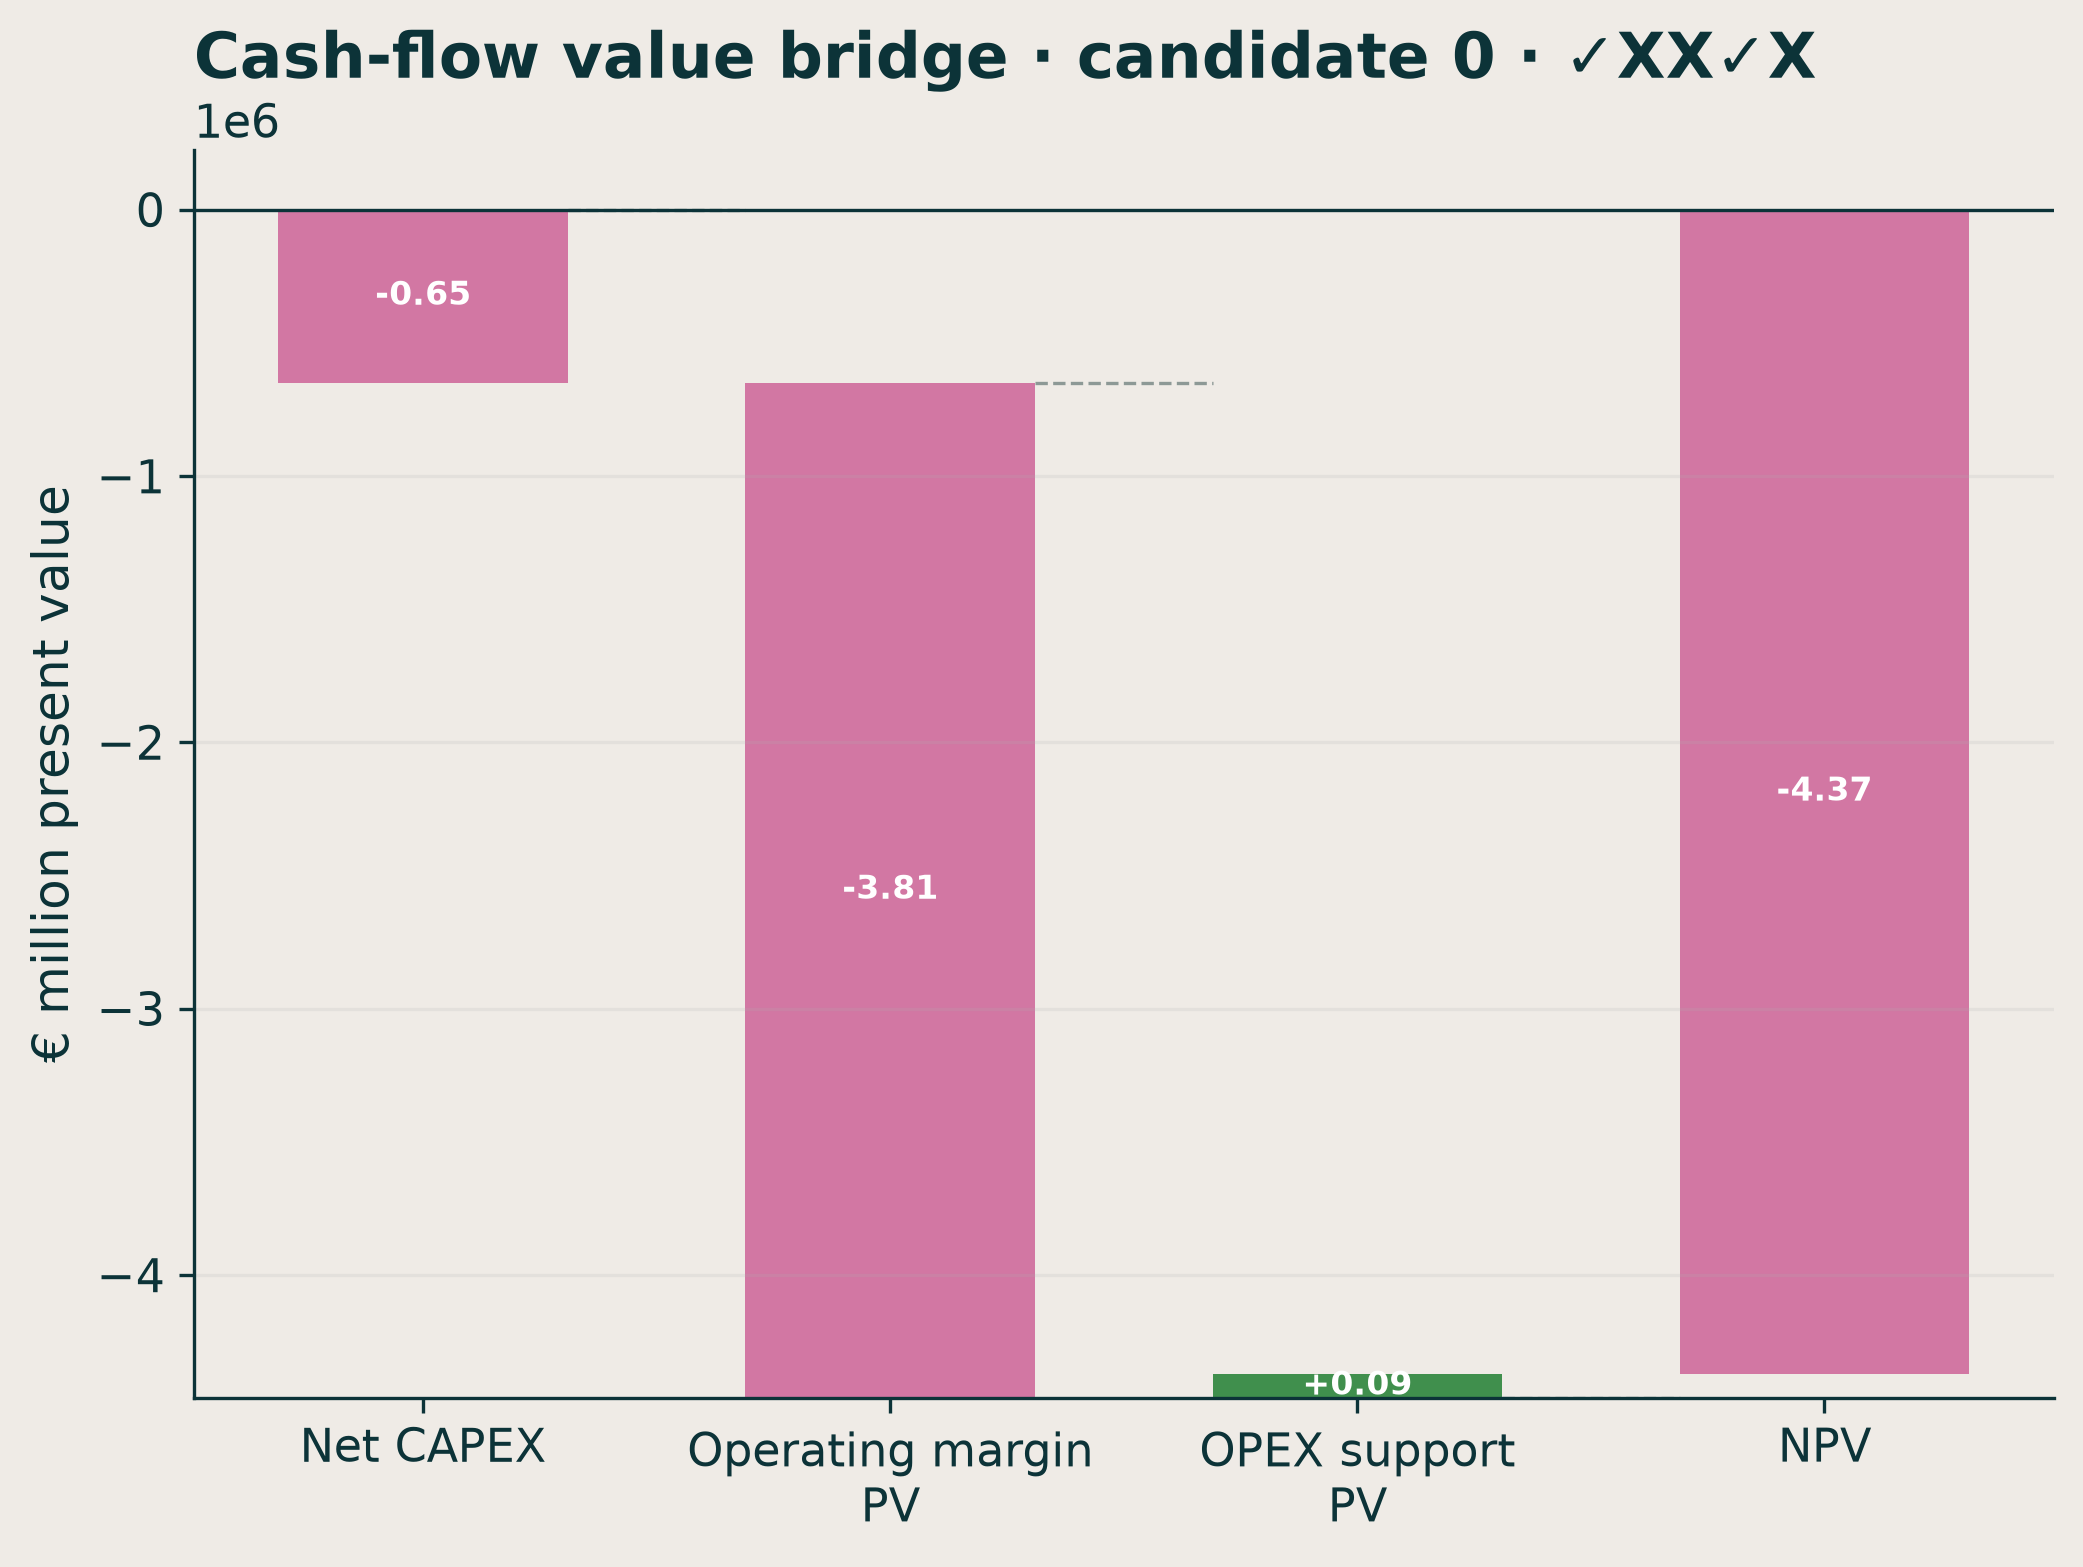 Cash-flow value bridge · candidate 0 · ✓XX✓X
1e6
0
−1
−2
−3
−4
€ million present value
-0.65
-3.81
+0.09
-4.37
Net CAPEX
Operating margin
PV
OPEX support
PV
NPV